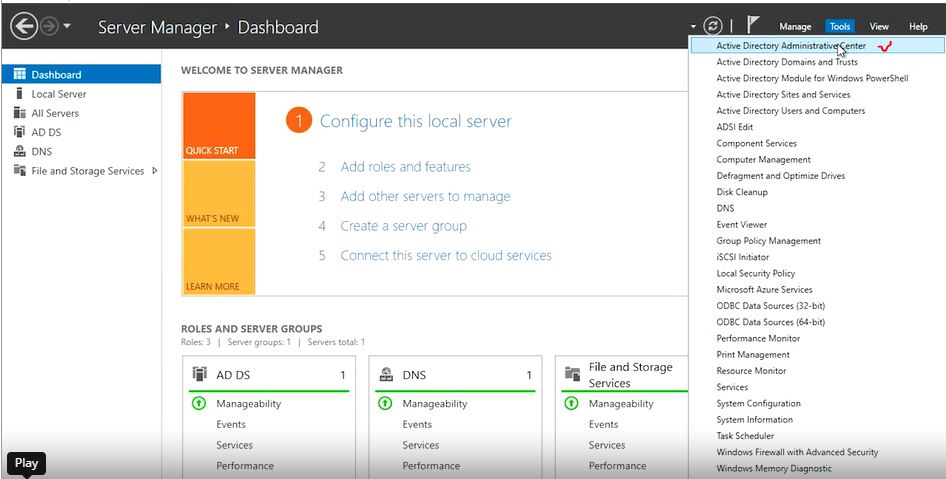 Server Manager ‣ Dashboard
Manage Tools View Help
Dashboard
Local Server
All Servers
AD DS
DNS
File and Storage Services
WELCOME TO SERVER MANAGER
QUICK START
WHAT'S NEW
LEARN MORE
1 Configure this local server
2 Add roles and features
3 Add other servers to manage
4 Create a server group
5 Connect this server to cloud services
ROLES AND SERVER GROUPS
Roles: 3 | Server groups: 1 | Servers total: 1
AD DS 1
Manageability
Events
Services
Performance
DNS 1
Manageability
Events
Services
Performance
File and Storage
Services
Manageability
Events
Services
Performance
Active Directory Administrative Center
Active Directory Domains and Trusts
Active Directory Module for Windows PowerShell
Active Directory Sites and Services
Active Directory Users and Computers
ADSI Edit
Component Services
Computer Management
Defragment and Optimize Drives
Disk Cleanup
DNS
Event Viewer
Group Policy Management
iSCSI Initiator
Local Security Policy
Microsoft Azure Services
ODBC Data Sources (32-bit)
ODBC Data Sources (64-bit)
Performance Monitor
Print Management
Resource Monitor
Services
System Configuration
System Information
Task Scheduler
Windows Firewall with Advanced Security
Windows Memory Diagnostic
Play